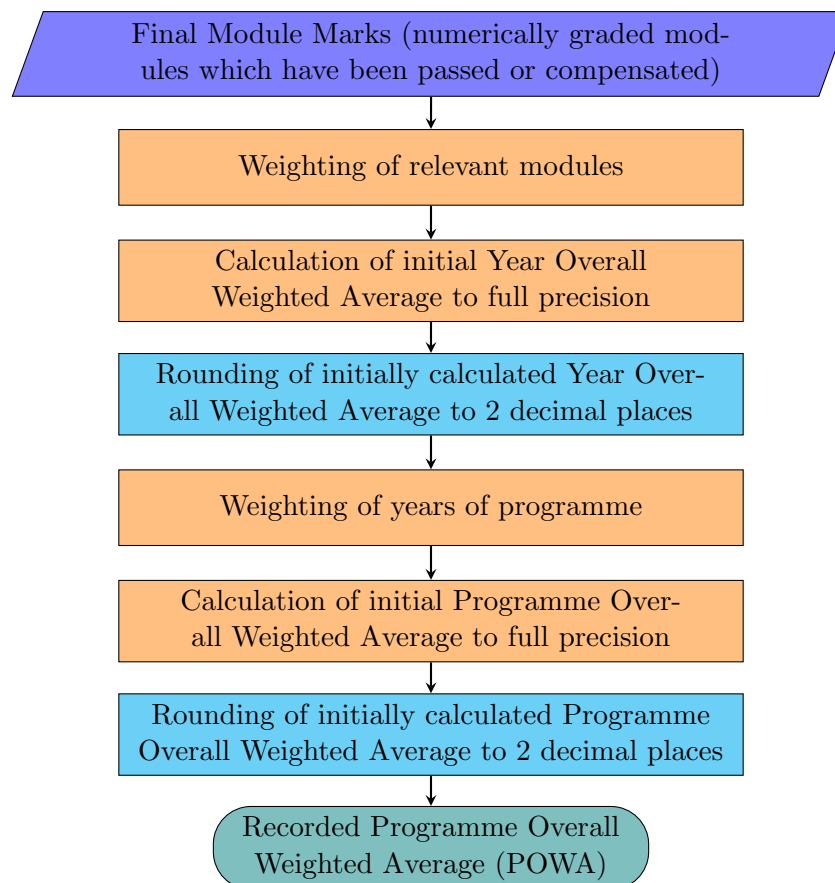 Final Module Marks (numerically graded mod-
ules which have been passed or compensated)
Weighting of relevant modules
Calculation of initial Year Overall
Weighted Average to full precision
Rounding of initially calculated Year Over-
all Weighted Average to 2 decimal places
Weighting of years of programme
Calculation of initial Programme Over-
all Weighted Average to full precision
Rounding of initially calculated Programme
Overall Weighted Average to 2 decimal places
Recorded Programme Overall
Weighted Average (POWA)